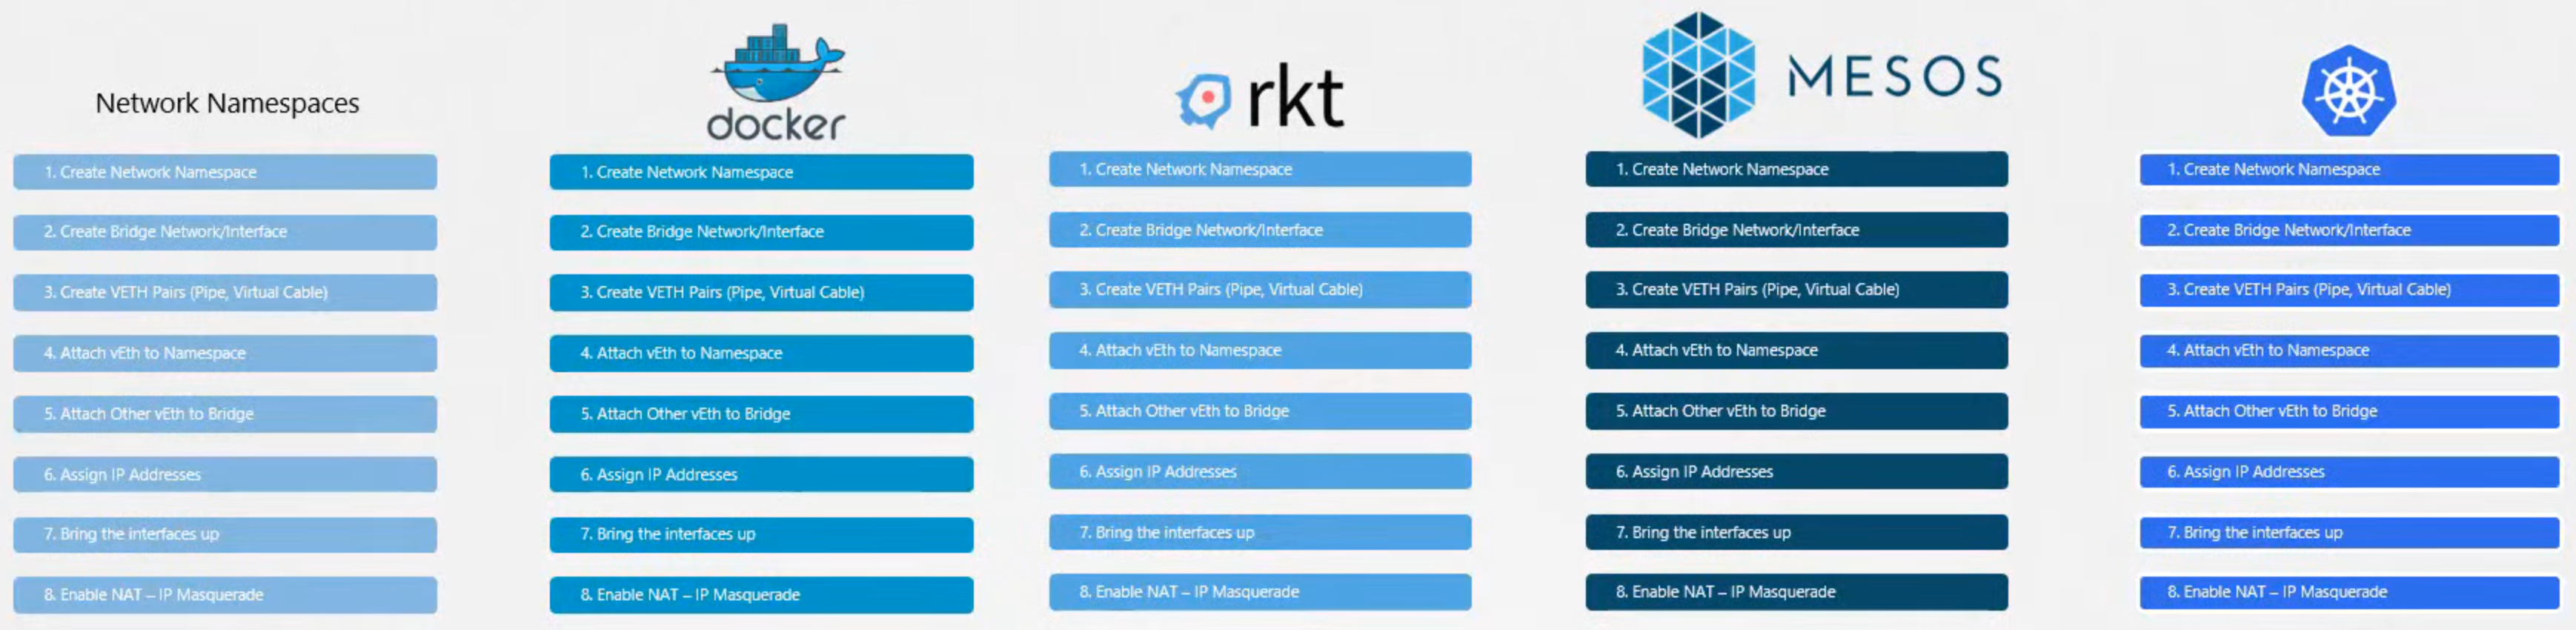 Network Namespaces
1. Create Network Namespace
2. Create Bridge Network/Interface
3. Create VETH Pairs (Pipe, Virtual Cable)
4. Attach vEth to Namespace
5. Attach Other vEth to Bridge
6. Assign IP Addresses
7. Bring the interfaces up
8. Enable NAT – IP Masquerade
docker
1. Create Network Namespace
2. Create Bridge Network/Interface
3. Create VETH Pairs (Pipe, Virtual Cable)
4. Attach vEth to Namespace
5. Attach Other vEth to Bridge
6. Assign IP Addresses
7. Bring the interfaces up
8. Enable NAT – IP Masquerade
rkt
1. Create Network Namespace
2. Create Bridge Network/Interface
3. Create VETH Pairs (Pipe, Virtual Cable)
4. Attach vEth to Namespace
5. Attach Other vEth to Bridge
6. Assign IP Addresses
7. Bring the interfaces up
8. Enable NAT – IP Masquerade
MESOS
1. Create Network Namespace
2. Create Bridge Network/Interface
3. Create VETH Pairs (Pipe, Virtual Cable)
4. Attach vEth to Namespace
5. Attach Other vEth to Bridge
6. Assign IP Addresses
7. Bring the interfaces up
8. Enable NAT – IP Masquerade
1. Create Network Namespace
2. Create Bridge Network/Interface
3. Create VETH Pairs (Pipe, Virtual Cable)
4. Attach vEth to Namespace
5. Attach Other vEth to Bridge
6. Assign IP Addresses
7. Bring the interfaces up
8. Enable NAT – IP Masquerade